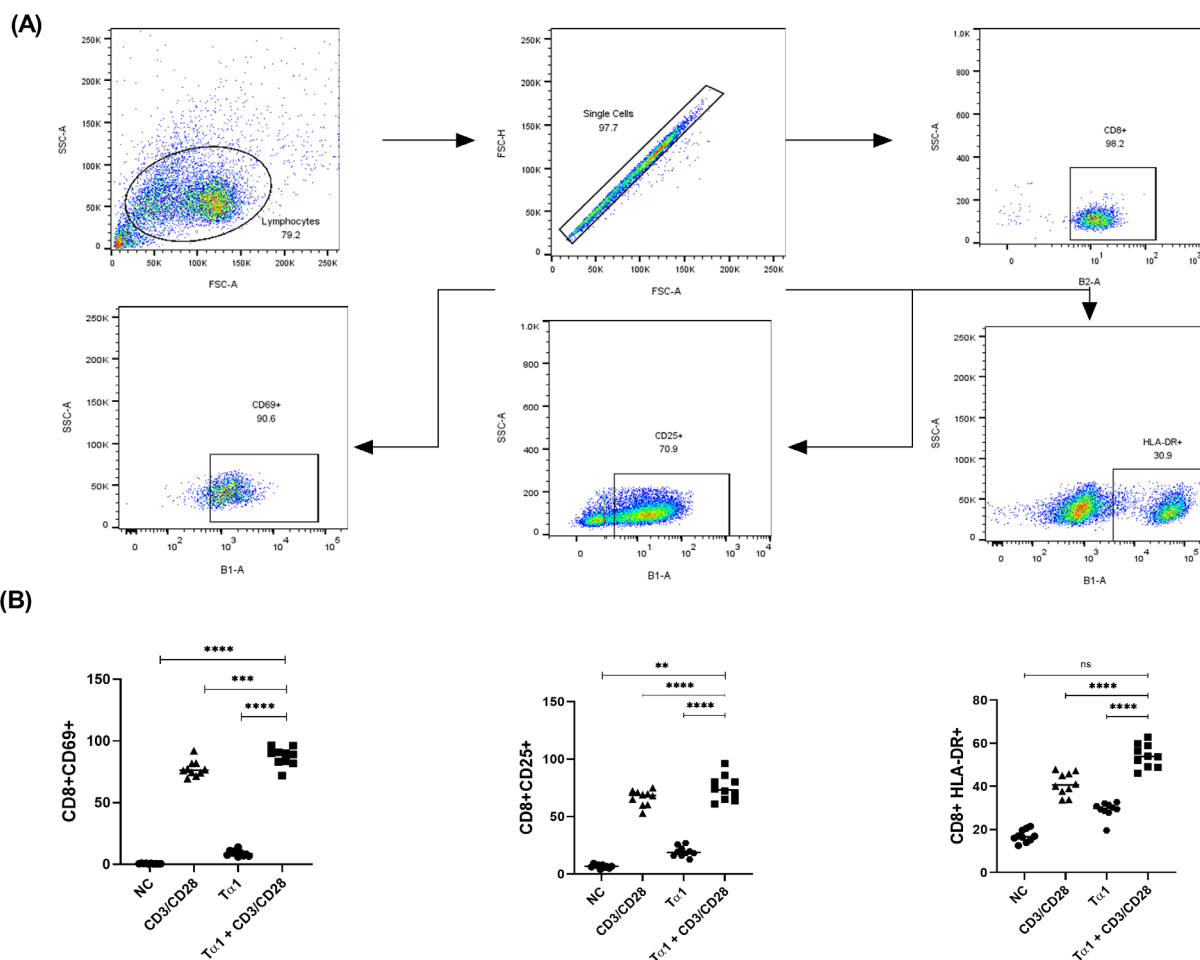 (A)
250K
200K
150K
100K
50K
0
SSC-A
Lymphocytes
79.2
0 50K 100K 150K 200K 250K
FSC-A
250K
200K
150K
100K
50K
0
FSC-H
Single Cells
97.7
0 50K 100K 150K 200K 250K
FSC-A
1.0K
800
600
400
200
0
SSC-A
CD8+
98.2
0 10^1 10^2 10^3
B2-A
250K
200K
150K
100K
50K
0
SSC-A
CD69+
90.6
0 10^2 10^3 10^4 10^5
B1-A
1.0K
800
600
400
200
0
SSC-A
CD25+
70.9
0 10^1 10^2 10^3 10^4
B1-A
250K
200K
150K
100K
50K
0
SSC-A
HLA-DR+
30.9
0 10^2 10^3 10^4 10^5
B1-A
(B)
****
***
****
150
100
50
0
CD8+CD69+
NC
CD3/CD28
Tα1
Tα1 + CD3/CD28
**
****
****
150
100
50
0
CD8+CD25+
NC
CD3/CD28
Tα1
Tα1 + CD3/CD28
ns
****
****
80
60
40
20
0
CD8+ HLA-DR+
NC
CD3/CD28
Tα1
Tα1 + CD3/CD28